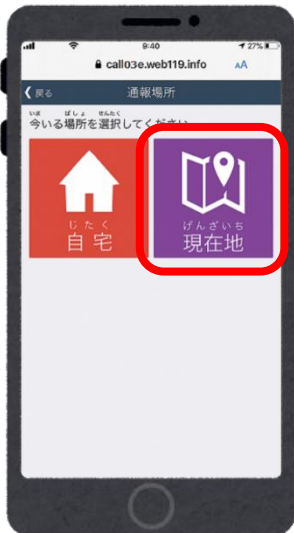 9:40
27%
call03e.web119.info
AA
戻る
通報場所
いま ばしょ せんたく
今いる場所を選択してください
じたく
自宅
げんざいち
現在地